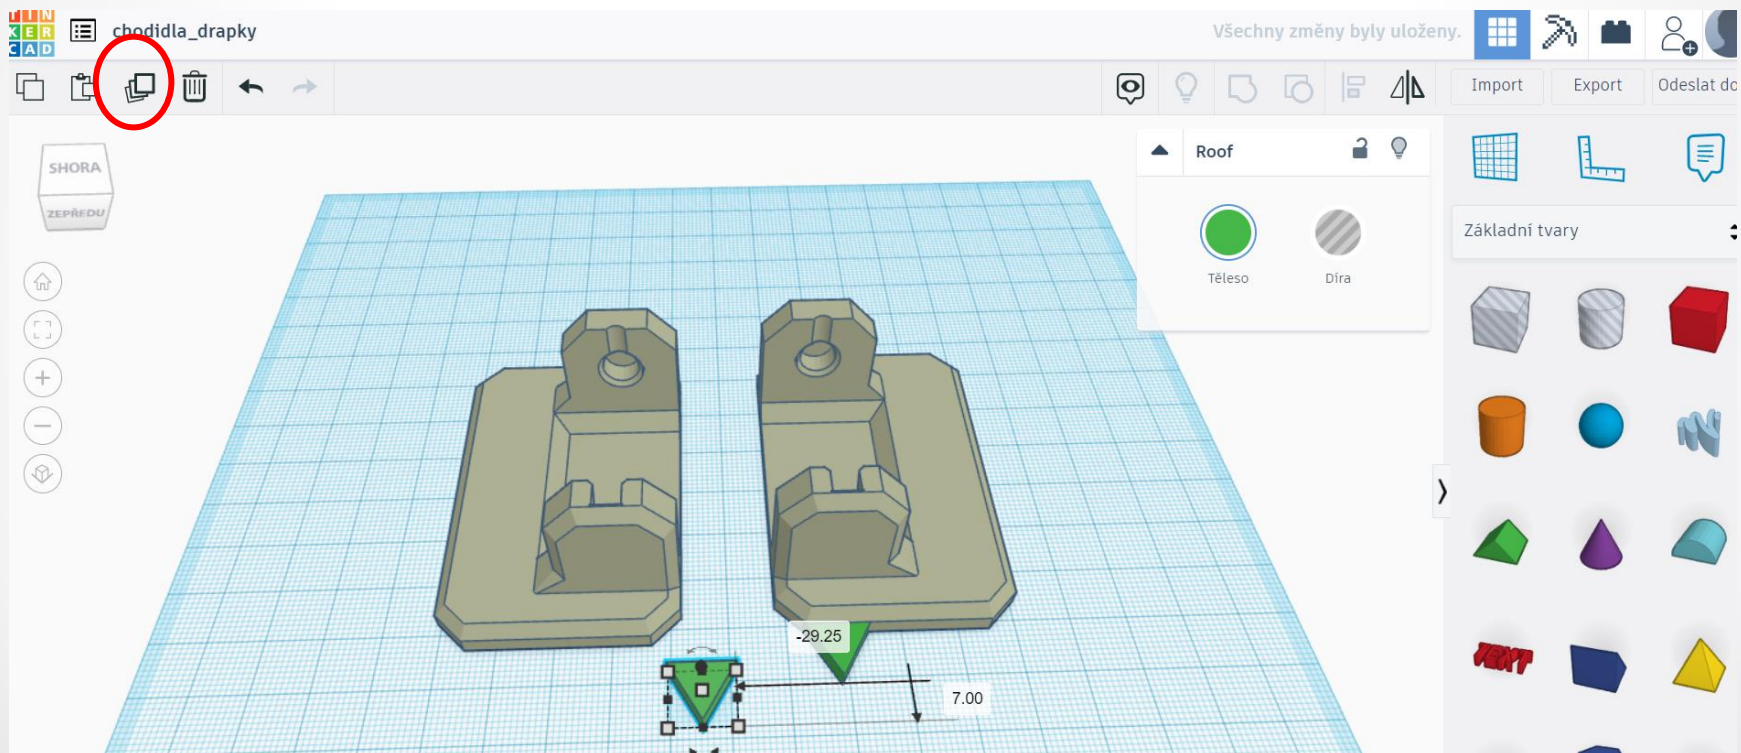 TIN
KER
CAD
chodidla_drapky
Všechny změny byly uloženy.
Import
Export
Odeslat do
SHORA
ZEPŘEDU
Roof
Těleso
Díra
Základní tvary
TEXT
-29.25
7.00